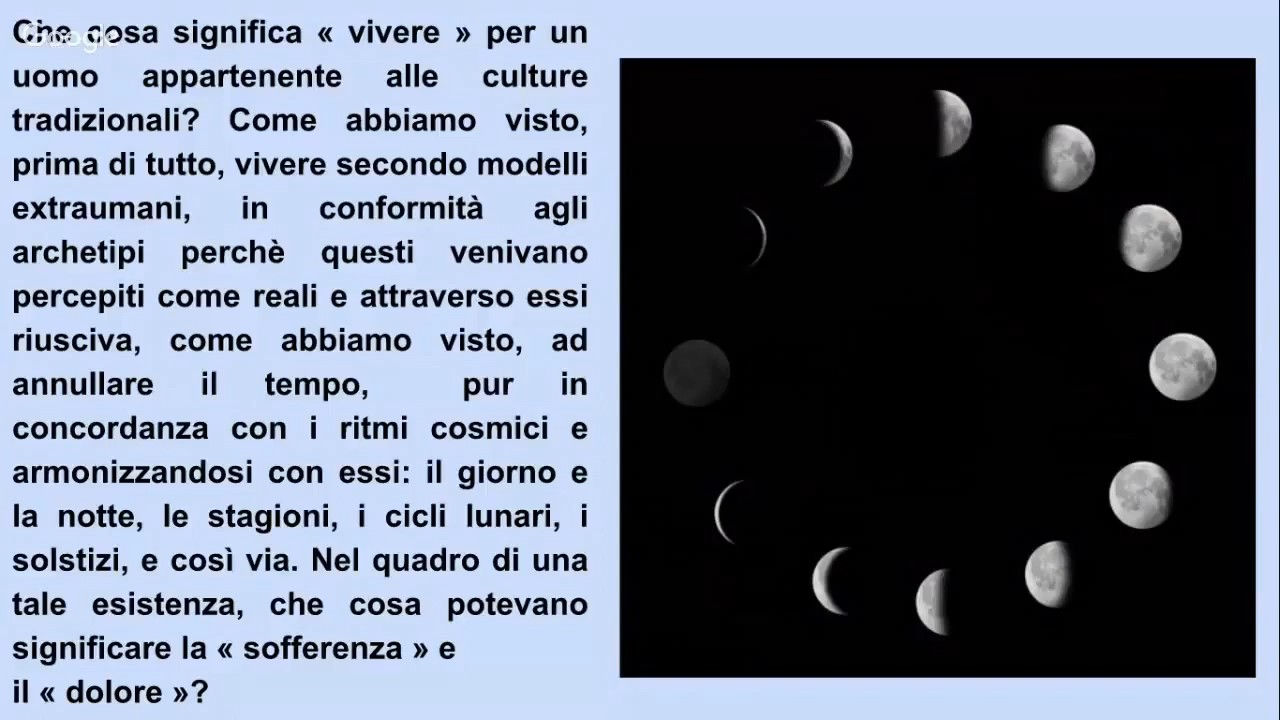 Che cosa significa « vivere » per un
uomo appartenente alle culture
tradizionali? Come abbiamo visto,
prima di tutto, vivere secondo modelli
extraumani, in conformità agli
archetipi perchè questi venivano
percepiti come reali e attraverso essi
riusciva, come abbiamo visto, ad
annullare il tempo, pur in
concordanza con i ritmi cosmici e
armonizzandosi con essi: il giorno e
la notte, le stagioni, i cicli lunari, i
solstizi, e così via. Nel quadro di una
tale esistenza, che cosa potevano
significare la « sofferenza » e
il « dolore »?
Google